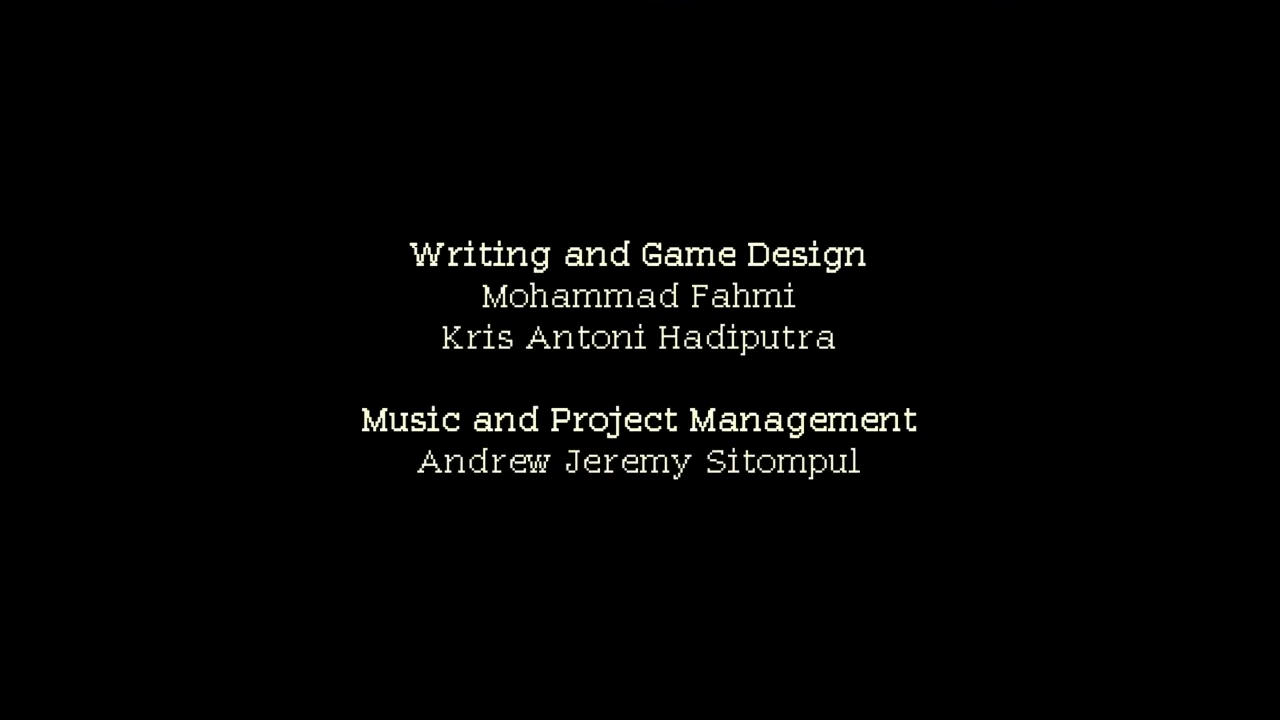 Writing and Game Design
Mohammad Fahmi
Kris Antoni Hadiputra
Music and Project Management
Andrew Jeremy Sitompul